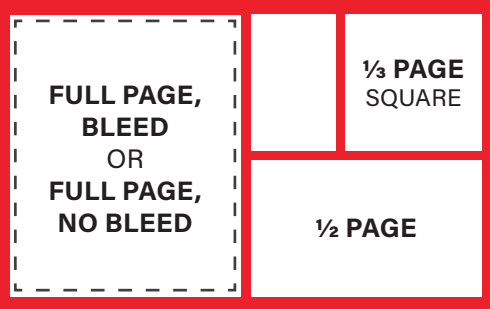 FULL PAGE,
BLEED
OR
FULL PAGE,
NO BLEED
⅓ PAGE
SQUARE
½ PAGE